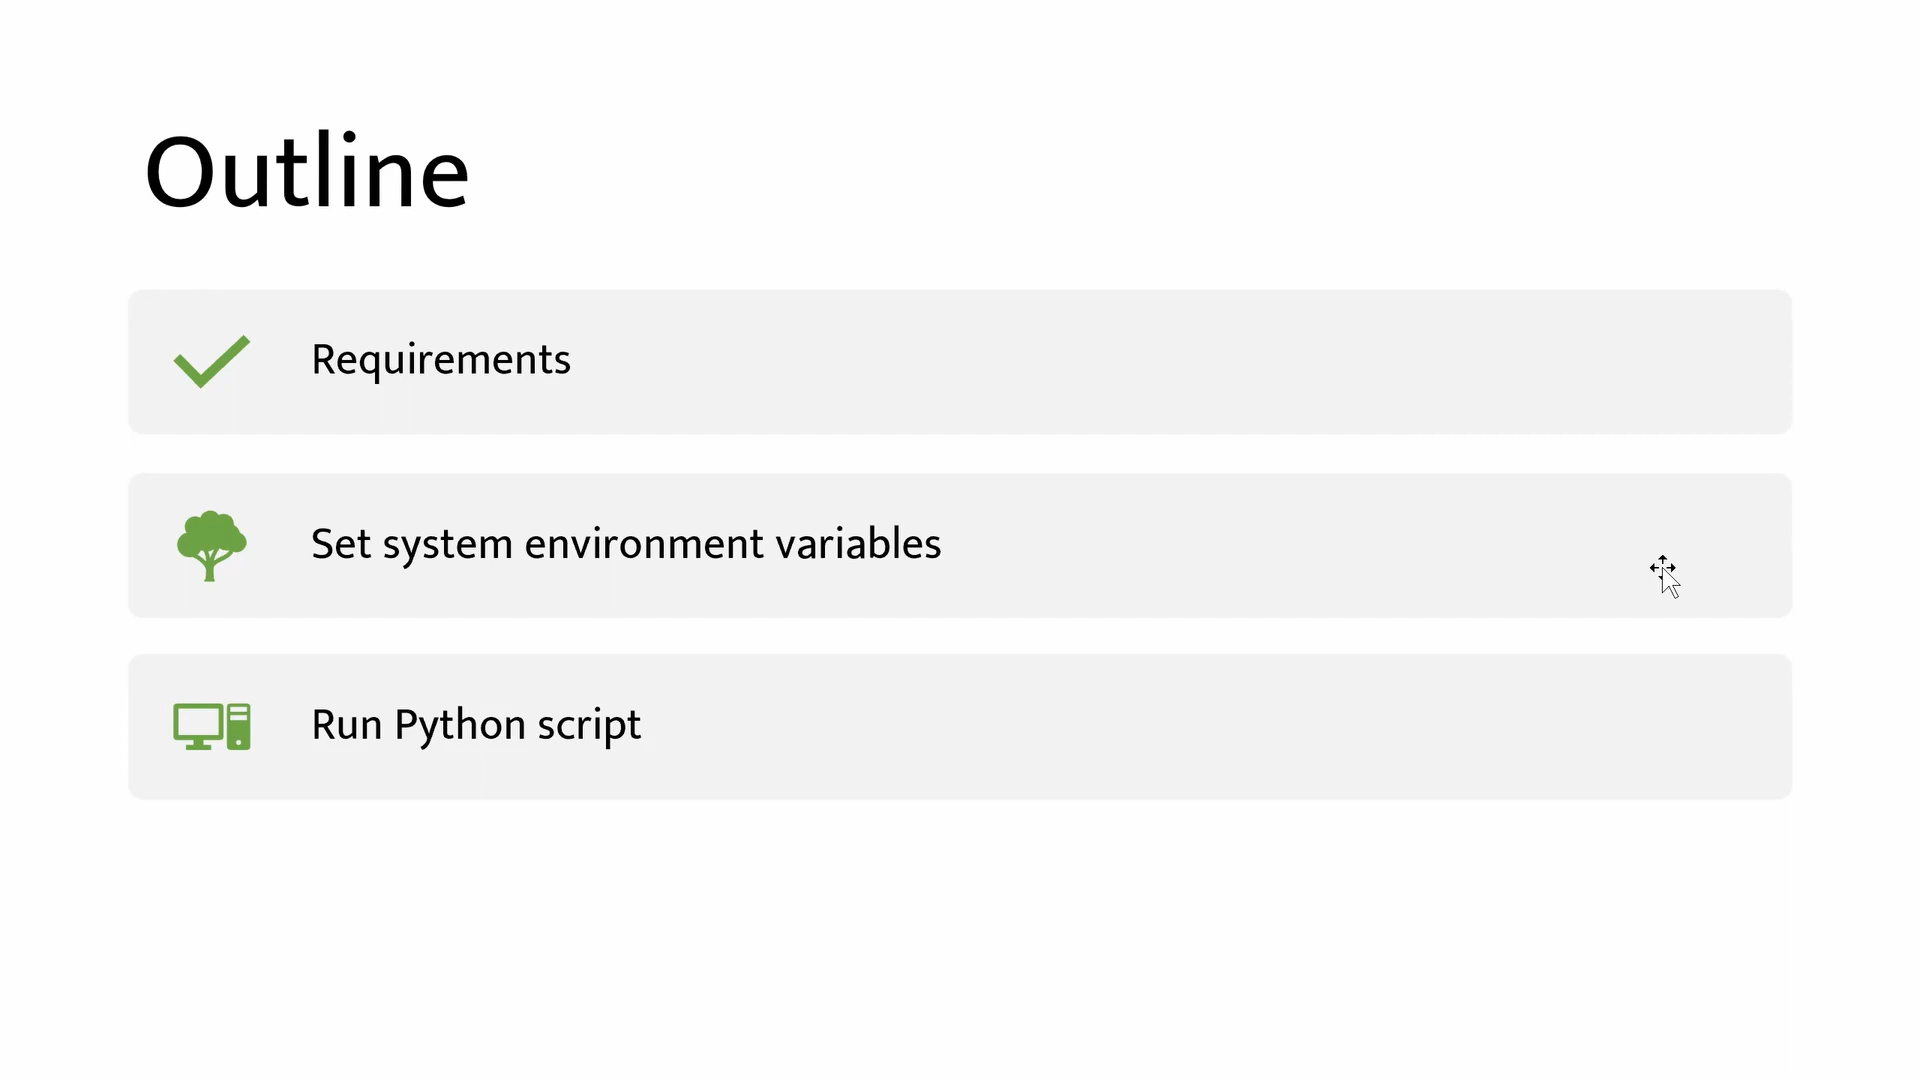 Outline
Requirements
Set system environment variables
Run Python script